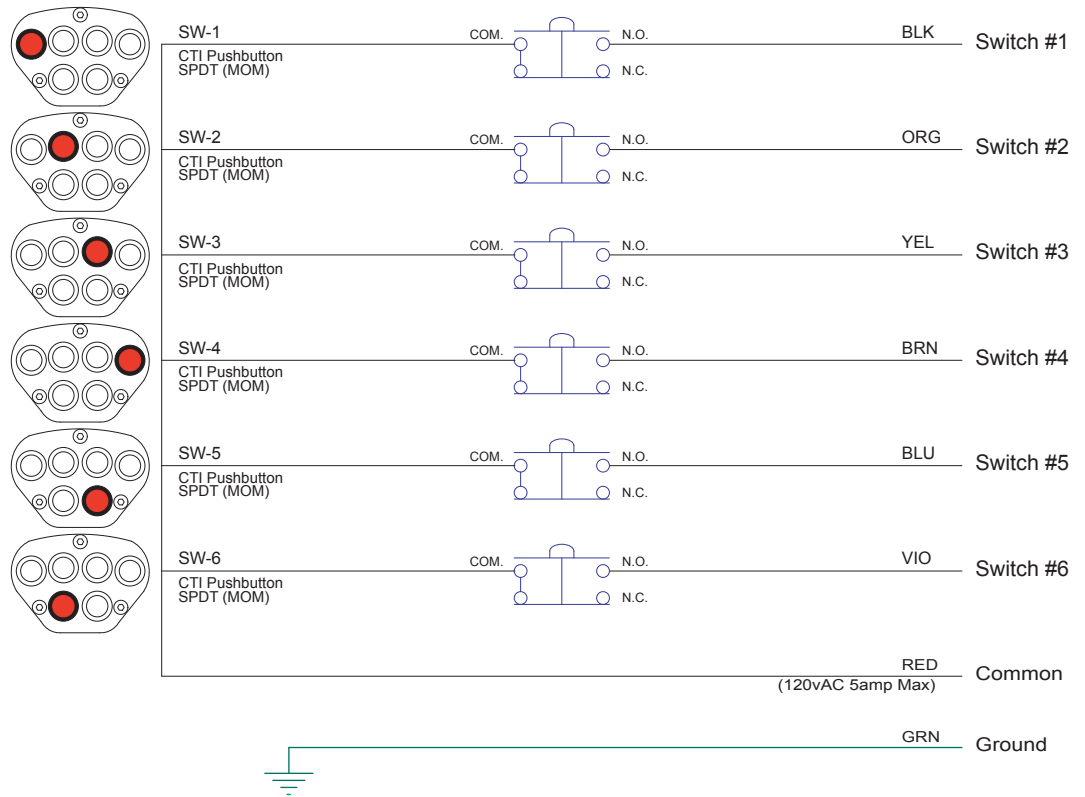 SW-1 COM. N.O. BLK Switch #1
CTI Pushbutton
SPDT (MOM) N.C.
SW-2 COM. N.O. ORG Switch #2
CTI Pushbutton
SPDT (MOM) N.C.
SW-3 COM. N.O. YEL Switch #3
CTI Pushbutton
SPDT (MOM) N.C.
SW-4 COM. N.O. BRN Switch #4
CTI Pushbutton
SPDT (MOM) N.C.
SW-5 COM. N.O. BLU Switch #5
CTI Pushbutton
SPDT (MOM) N.C.
SW-6 COM. N.O. VIO Switch #6
CTI Pushbutton
SPDT (MOM) N.C.
RED Common
(120vAC 5amp Max)
GRN Ground